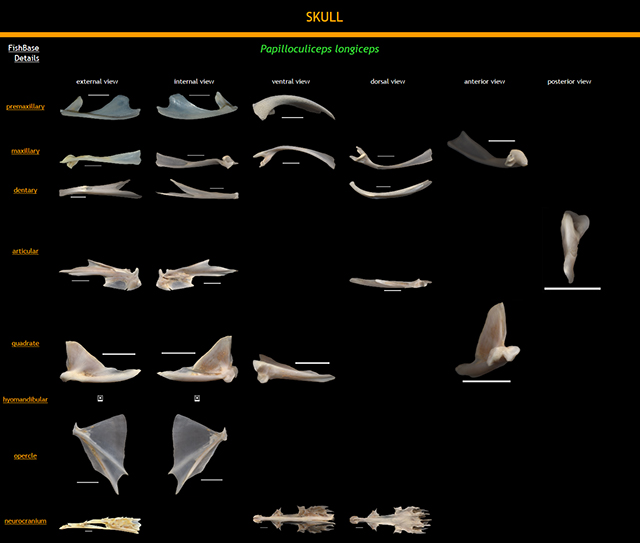 SKULL
FishBase
Details
Papilloculiceps longiceps
external view internal view ventral view dorsal view anterior view posterior view
premaxillary
maxillary
dentary
articular
quadrate
hyomandibular
opercle
neurocranium